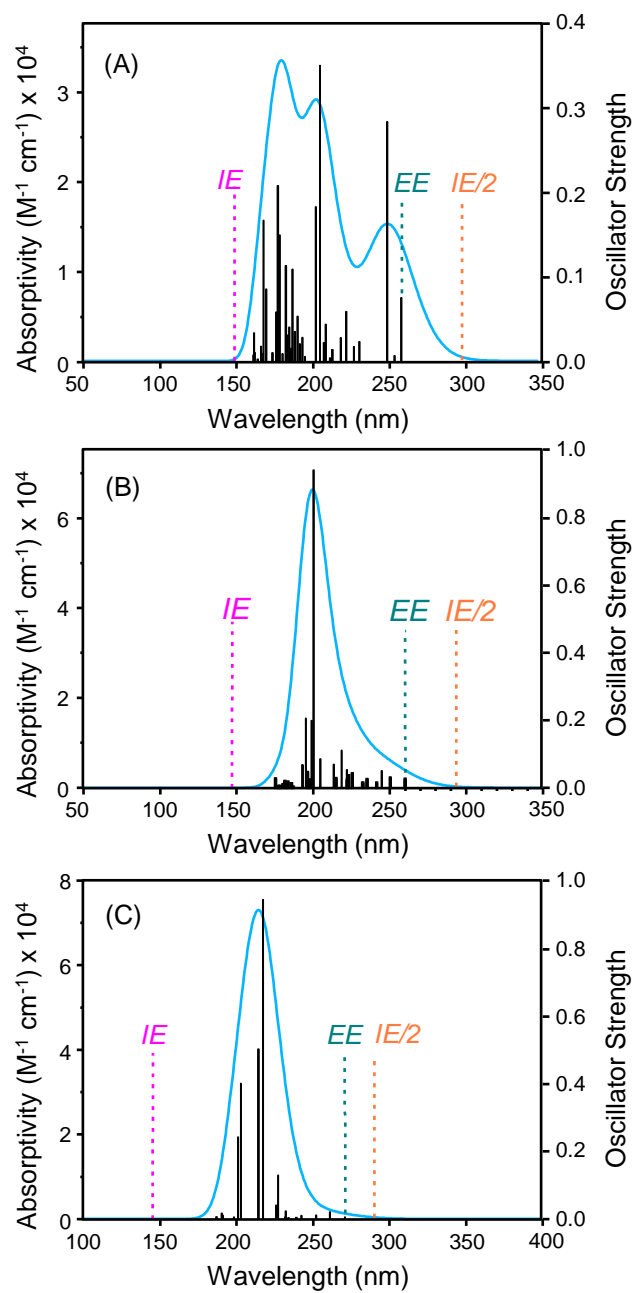 (A)
IE
EE
IE/2
Absorptivity (M⁻¹ cm⁻¹) x 10⁴
3
2
1
0
0.4
0.3
0.2
0.1
0.0
Oscillator Strength
50 100 150 200 250 300 350
Wavelength (nm)
(B)
IE
EE
IE/2
Absorptivity (M⁻¹ cm⁻¹) x 10⁴
6
4
2
0
1.0
0.8
0.6
0.4
0.2
0.0
Oscillator Strength
50 100 150 200 250 300 350
Wavelength (nm)
(C)
IE
EE
IE/2
Absorptivity (M⁻¹ cm⁻¹) x 10⁴
8
6
4
2
0
1.0
0.8
0.6
0.4
0.2
0.0
Oscillator Strength
100 150 200 250 300 350 400
Wavelength (nm)